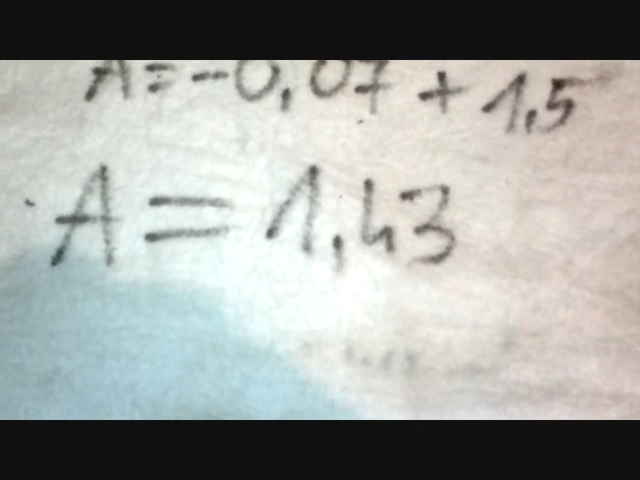 A=-0,07 + 1,5
A = 1,43